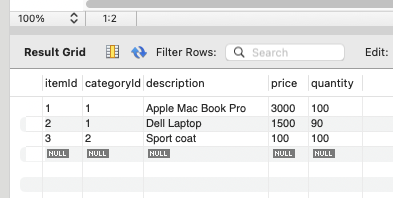 100% 1:2
Result Grid Filter Rows: Search Edit:
itemId categoryId description price quantity
1 1 Apple Mac Book Pro 3000 100
2 1 Dell Laptop 1500 90
3 2 Sport coat 100 100
NULL NULL NULL NULL NULL